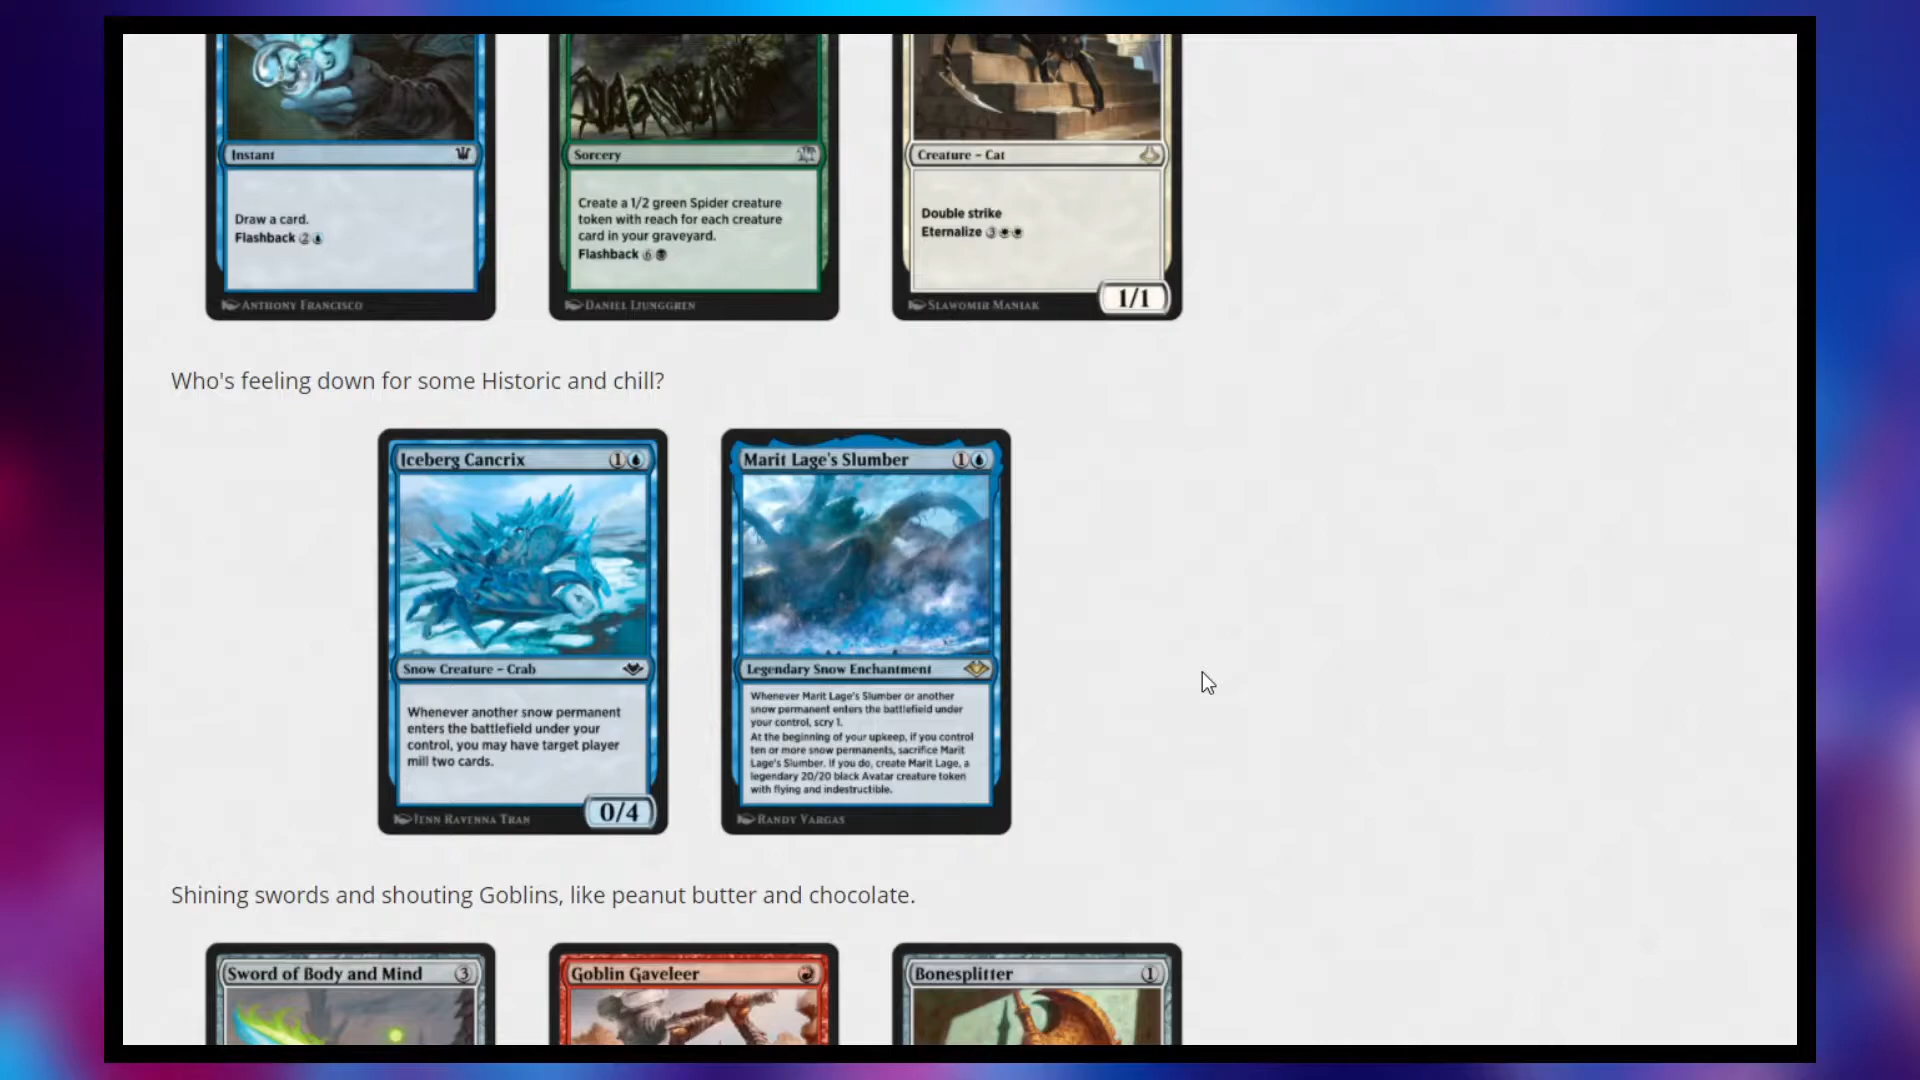 Instant
Draw a card.
Flashback 2
ANTHONY FRANCISCO
Sorcery
Create a 1/2 green Spider creature
token with reach for each creature
card in your graveyard.
Flashback 6
DANIEL LJUNGGREN
Creature – Cat
Double strike
Eternalize 3
1/1
SLAWOMIR MANIAK
Who's feeling down for some Historic and chill?
Iceberg Cancrix 1
Snow Creature – Crab
Whenever another snow permanent
enters the battlefield under your
control, you may have target player
mill two cards.
0/4
JENN RAVENNA TRAN
Marit Lage's Slumber 1
Legendary Snow Enchantment
Whenever Marit Lage's Slumber or another
snow permanent enters the battlefield under
your control, scry 1.
At the beginning of your upkeep, if you control
ten or more snow permanents, sacrifice Marit
Lage's Slumber. If you do, create Marit Lage, a
legendary 20/20 black Avatar creature token
with flying and indestructible.
RANDY VARGAS
Shining swords and shouting Goblins, like peanut butter and chocolate.
Sword of Body and Mind 3
Goblin Gaveleer
Bonesplitter 1